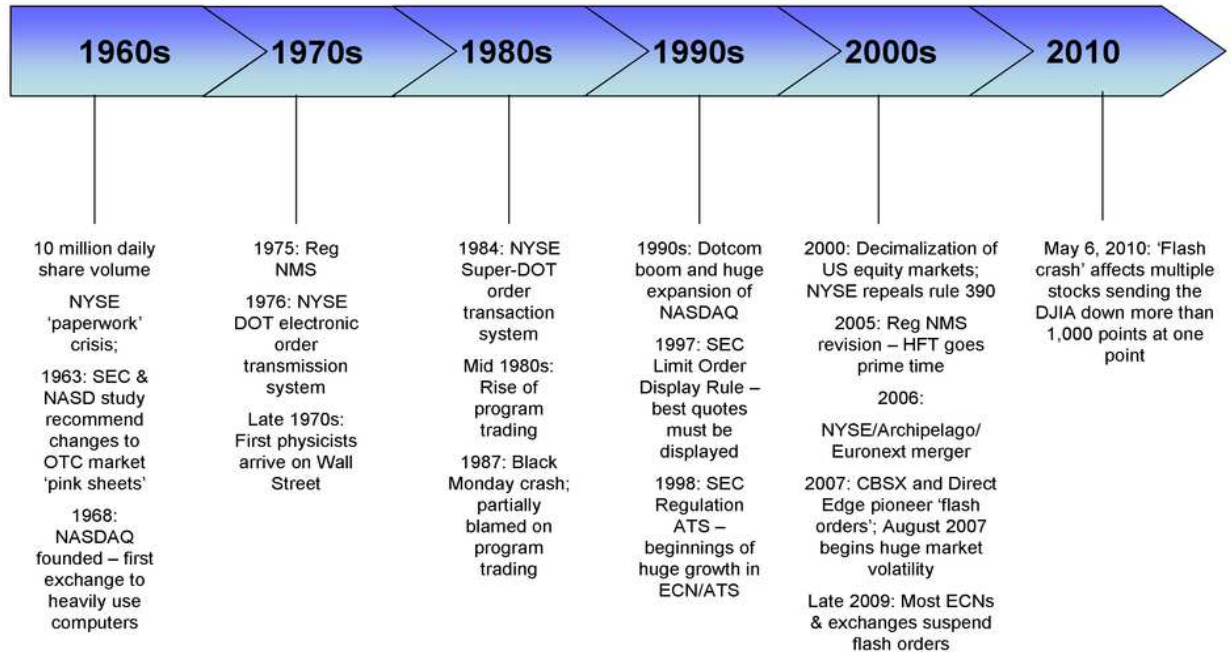 1960s
1970s
1980s
1990s
2000s
2010
10 million daily
share volume
NYSE
‘paperwork’
crisis;
1963: SEC &
NASD study
recommend
changes to
OTC market
‘pink sheets’
1968:
NASDAQ
founded – first
exchange to
heavily use
computers
1975: Reg
NMS
1976: NYSE
DOT electronic
order
transmission
system
Late 1970s:
First physicists
arrive on Wall
Street
1984: NYSE
Super-DOT
order
transaction
system
Mid 1980s:
Rise of
program
trading
1987: Black
Monday crash;
partially
blamed on
program
trading
1990s: Dotcom
boom and huge
expansion of
NASDAQ
1997: SEC
Limit Order
Display Rule –
best quotes
must be
displayed
1998: SEC
Regulation
ATS –
beginnings of
huge growth in
ECN/ATS
2000: Decimalization of
US equity markets;
NYSE repeals rule 390
2005: Reg NMS
revision – HFT goes
prime time
2006:
NYSE/Archipelago/
Euronext merger
2007: CBSX and Direct
Edge pioneer ‘flash
orders’; August 2007
begins huge market
volatility
Late 2009: Most ECNs
& exchanges suspend
flash orders
May 6, 2010: ‘Flash
crash’ affects multiple
stocks sending the
DJIA down more than
1,000 points at one
point